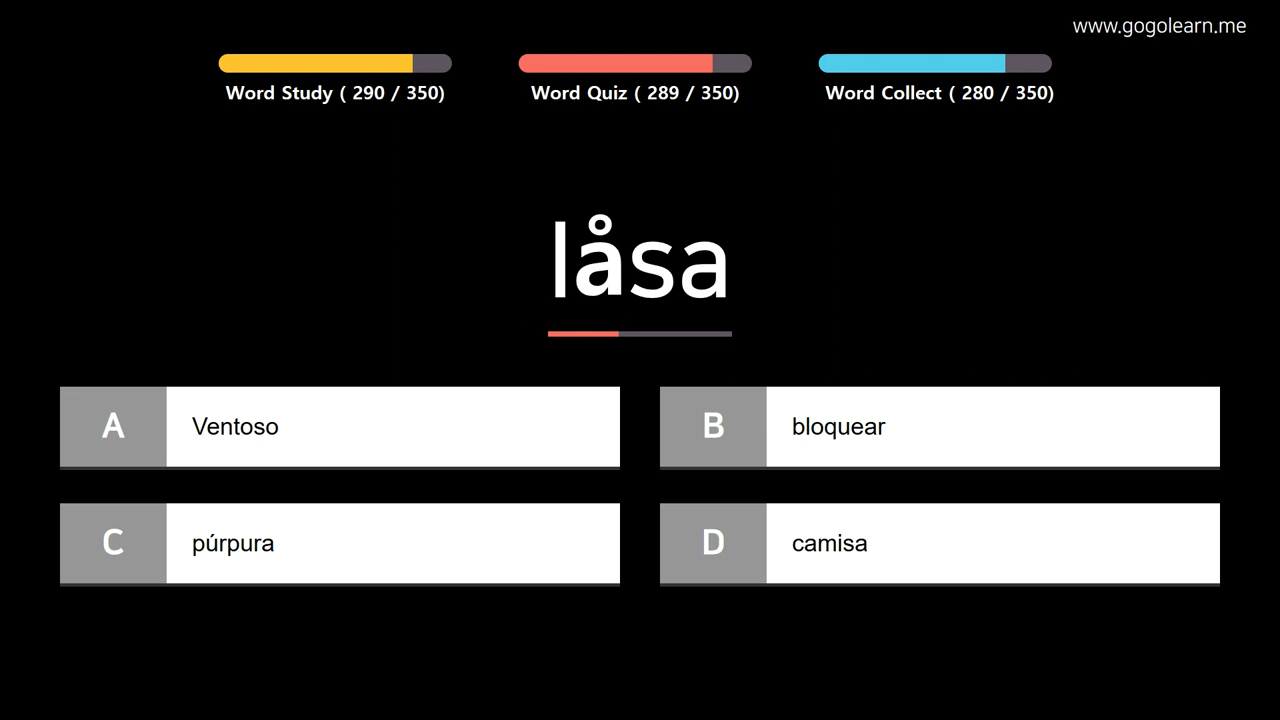 www.gogolearn.me
Word Study ( 290 / 350)
Word Quiz ( 289 / 350)
Word Collect ( 280 / 350)
låsa
A Ventoso
B bloquear
C púrpura
D camisa